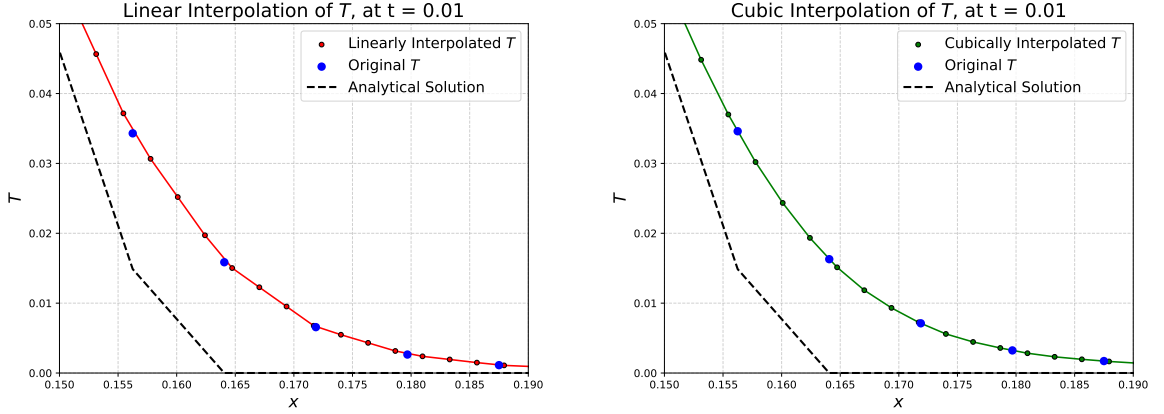 Linear Interpolation of T, at t = 0.01
0.05
0.04
0.03
0.02
0.01
0.00
T
0.150 0.155 0.160 0.165 0.170 0.175 0.180 0.185 0.190
x
Linearly Interpolated T
Original T
Analytical Solution
Cubic Interpolation of T, at t = 0.01
0.05
0.04
0.03
0.02
0.01
0.00
T
0.150 0.155 0.160 0.165 0.170 0.175 0.180 0.185 0.190
x
Cubically Interpolated T
Original T
Analytical Solution